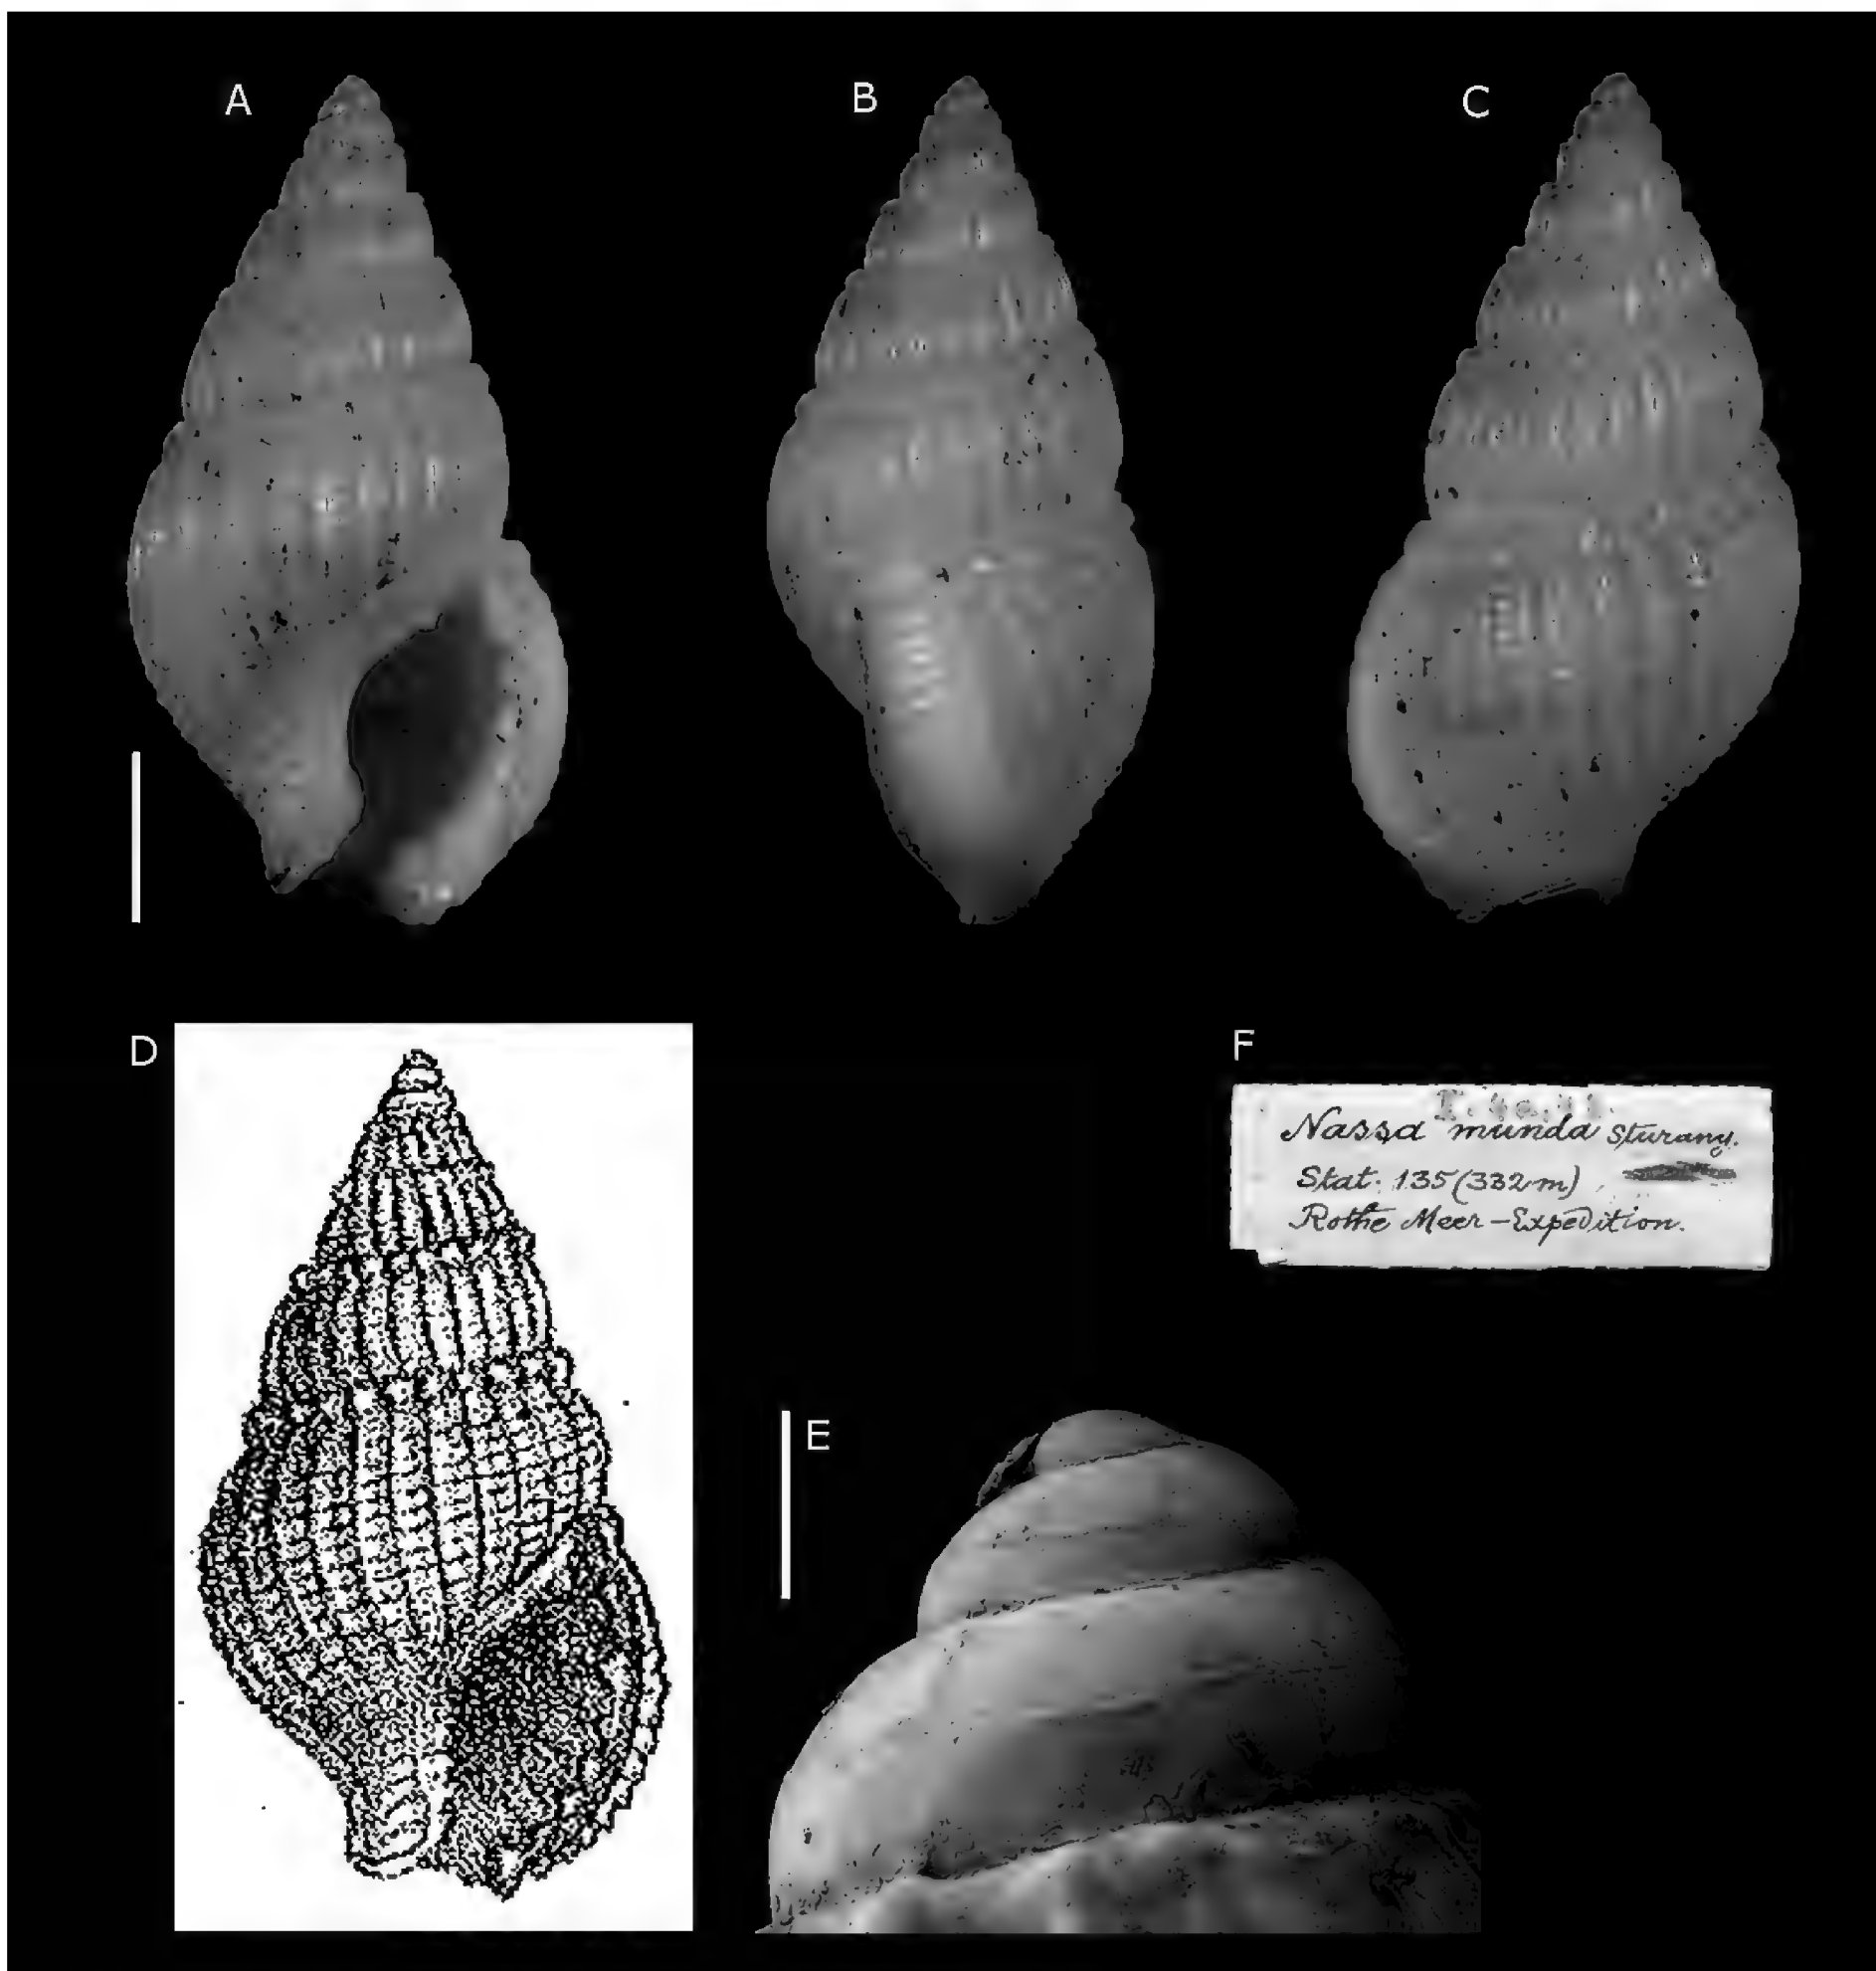 A
B
C
D
F
Nassa munda Sturany.
Stat. 135 (332 m)
Rothe Meer-Expedition.
E